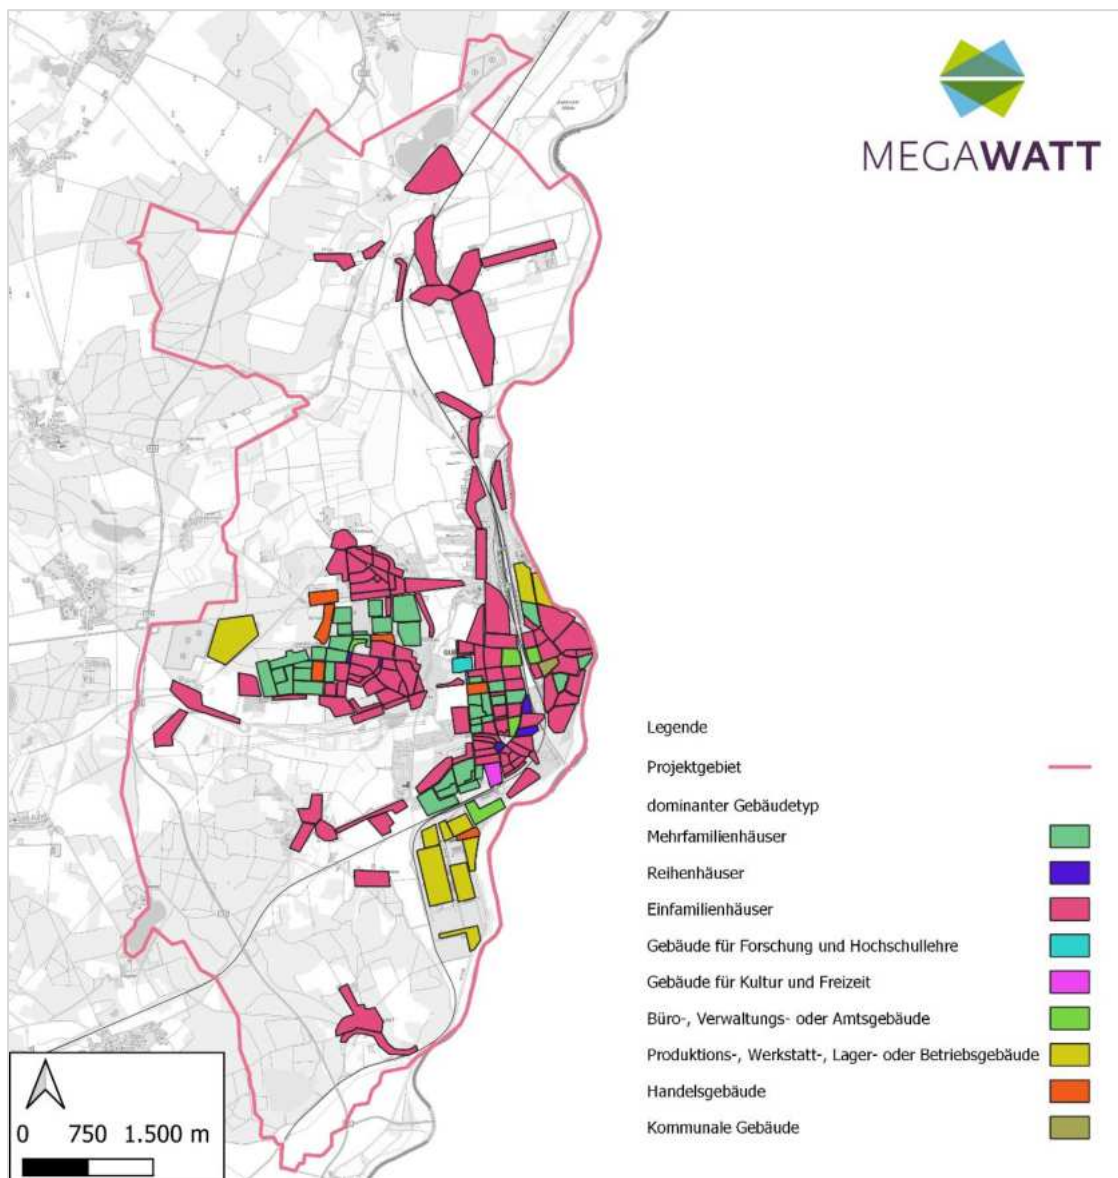 MEGAWATT
Legende
Projektgebiet
dominanter Gebäudetyp
Mehrfamilienhäuser
Reihenhäuser
Einfamilienhäuser
Gebäude für Forschung und Hochschullehre
Gebäude für Kultur und Freizeit
Büro-, Verwaltungs- oder Amtsgebäude
Produktions-, Werkstatt-, Lager- oder Betriebsgebäude
Handelsgebäude
Kommunale Gebäude
0 750 1.500 m